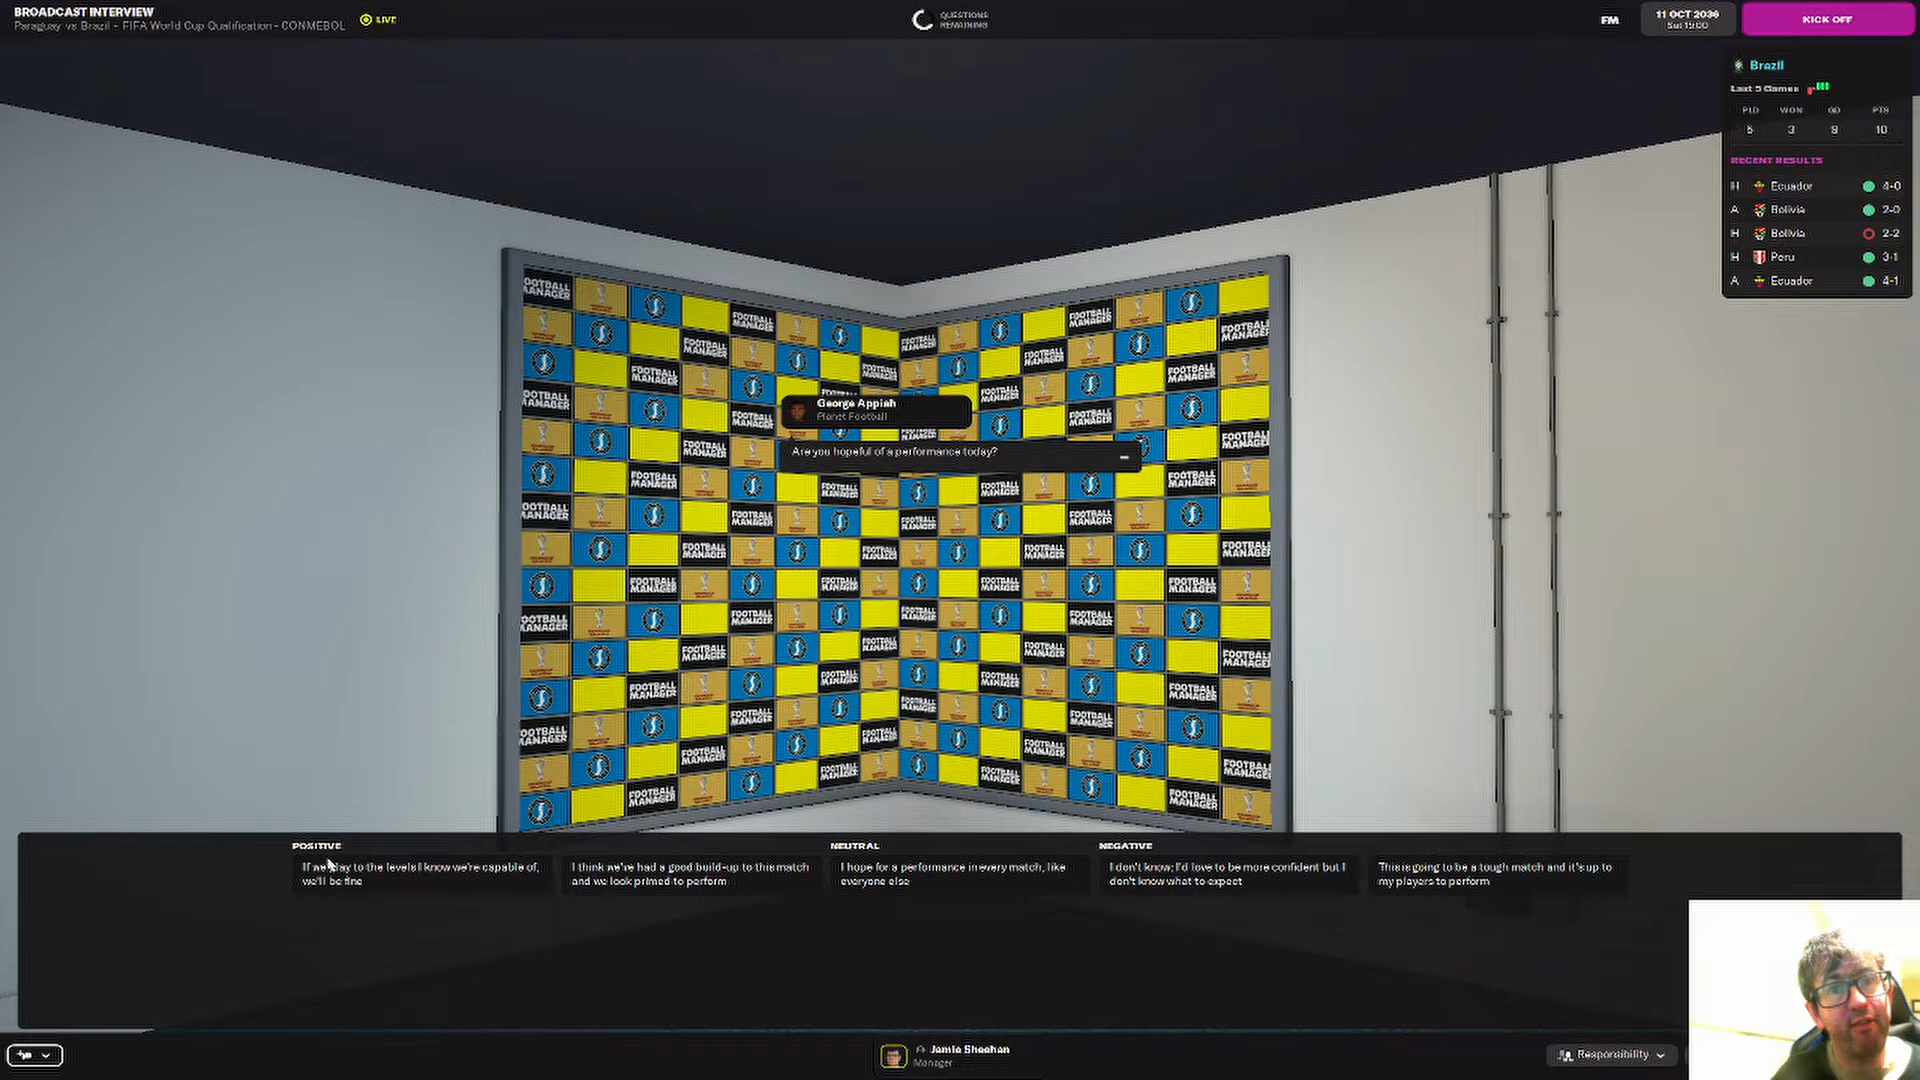 BROADCAST INTERVIEW
Paraguay vs Brazil - FIFA World Cup Qualification - CONMEBOL
LIVE
QUESTIONS
REMAINING
FM
11 OCT 2036
Sat 15:00
KICK OFF
Brazil
Last 5 Games
PLD WON GD PTS
5 3 9 10
RECENT RESULTS
H Ecuador 4-0
A Bolivia 2-0
H Bolivia 2-2
H Peru 3-1
A Ecuador 4-1
FOOTBALL
MANAGER
George Appiah
Planet Football
Are you hopeful of a performance today?
POSITIVE
If we play to the levels I know we're capable of,
we'll be fine
I think we've had a good build-up to this match
and we look primed to perform
NEUTRAL
I hope for a performance in every match, like
everyone else
NEGATIVE
I don't know; I'd love to be more confident but I
don't know what to expect
This is going to be a tough match and it's up to
my players to perform
Jamie Sheehan
Manager
Responsibility